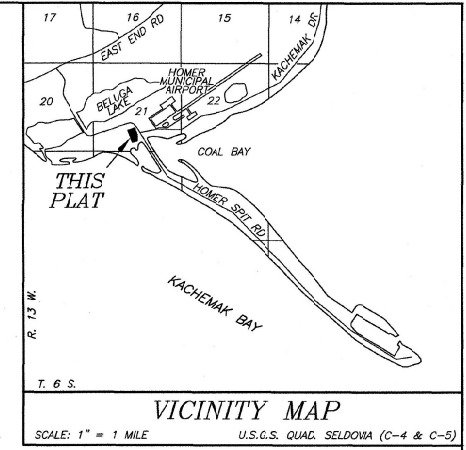 17
16
15
14
EAST END RD
KACHEMAK DR
HOMER
MUNICIPAL
AIRPORT
20
BELUGA
LAKE
21
22
COAL BAY
THIS
PLAT
HOMER SPIT RD
KACHEMAK BAY
R. 13 W.
T. 6 S.
VICINITY MAP
SCALE: 1" = 1 MILE
U.S.G.S. QUAD. SELDOVIA (C-4 & C-5)